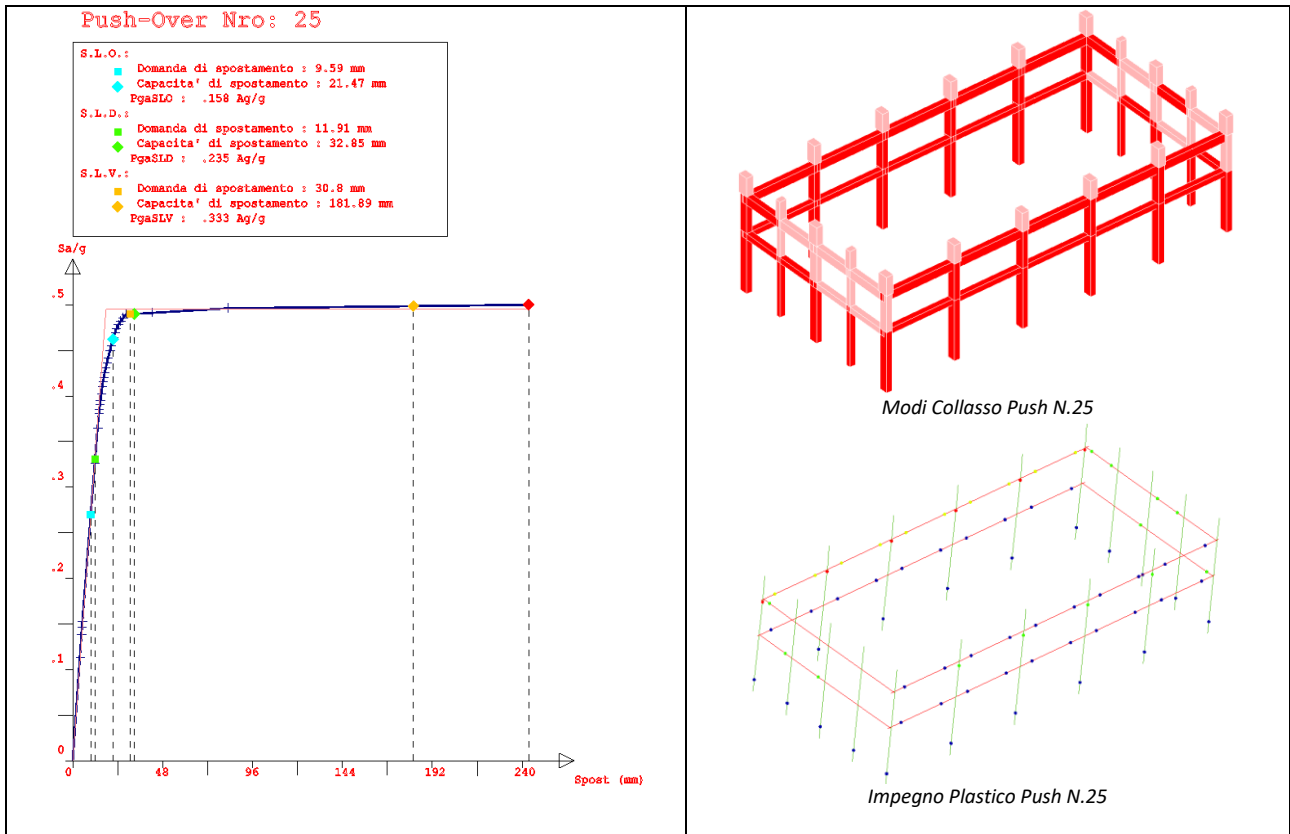 Push-Over Nro: 25
S.L.O.:
Domanda di spostamento : 9.59 mm
Capacita' di spostamento : 21.47 mm
PgaSLO : .158 Ag/g
S.L.D.:
Domanda di spostamento : 11.91 mm
Capacita' di spostamento : 32.85 mm
PgaSLD : .235 Ag/g
S.L.V.:
Domanda di spostamento : 30.8 mm
Capacita' di spostamento : 181.89 mm
PgaSLV : .333 Ag/g
Sa/g
.5
.4
.3
.2
.1
0
0 48 96 144 192 240
Spost (mm)
Modi Collasso Push N.25
Impegno Plastico Push N.25